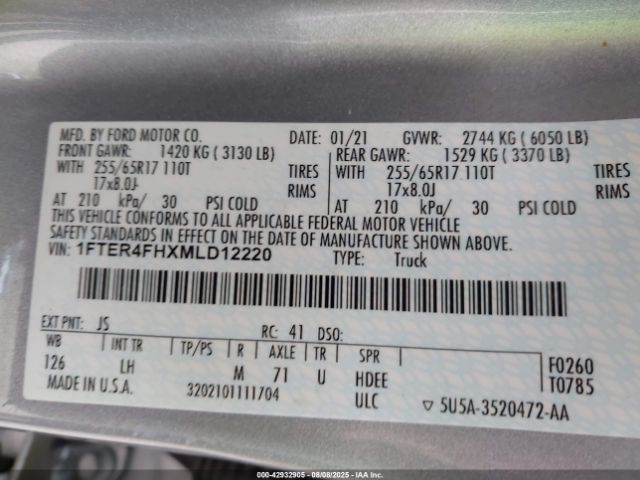 MFD. BY FORD MOTOR CO. DATE: 01/21 GVWR: 2744 KG (6050 LB)
FRONT GAWR: 1420 KG (3130 LB) REAR GAWR: 1529 KG (3370 LB)
WITH 255/65R17 110T TIRES WITH 255/65R17 110T TIRES
17x8.0J RIMS 17x8.0J RIMS
AT 210 kPa/ 30 PSI COLD AT 210 kPa/ 30 PSI COLD
THIS VEHICLE CONFORMS TO ALL APPLICABLE FEDERAL MOTOR VEHICLE
SAFETY STANDARDS IN EFFECT ON THE DATE OF MANUFACTURE SHOWN ABOVE.
VIN: 1FTER4FHXMLD12220 TYPE: Truck
EXT PNT: JS RC: 41 DSO:
WB INT TR TP/PS R AXLE TR SPR F0260
126 LH M 71 U HDEE T0785
MADE IN U.S.A. 3202101111704 ULC ▽ 5U5A-3520472-AA
000-42932905 - 08/08/2025 - IAA Inc.